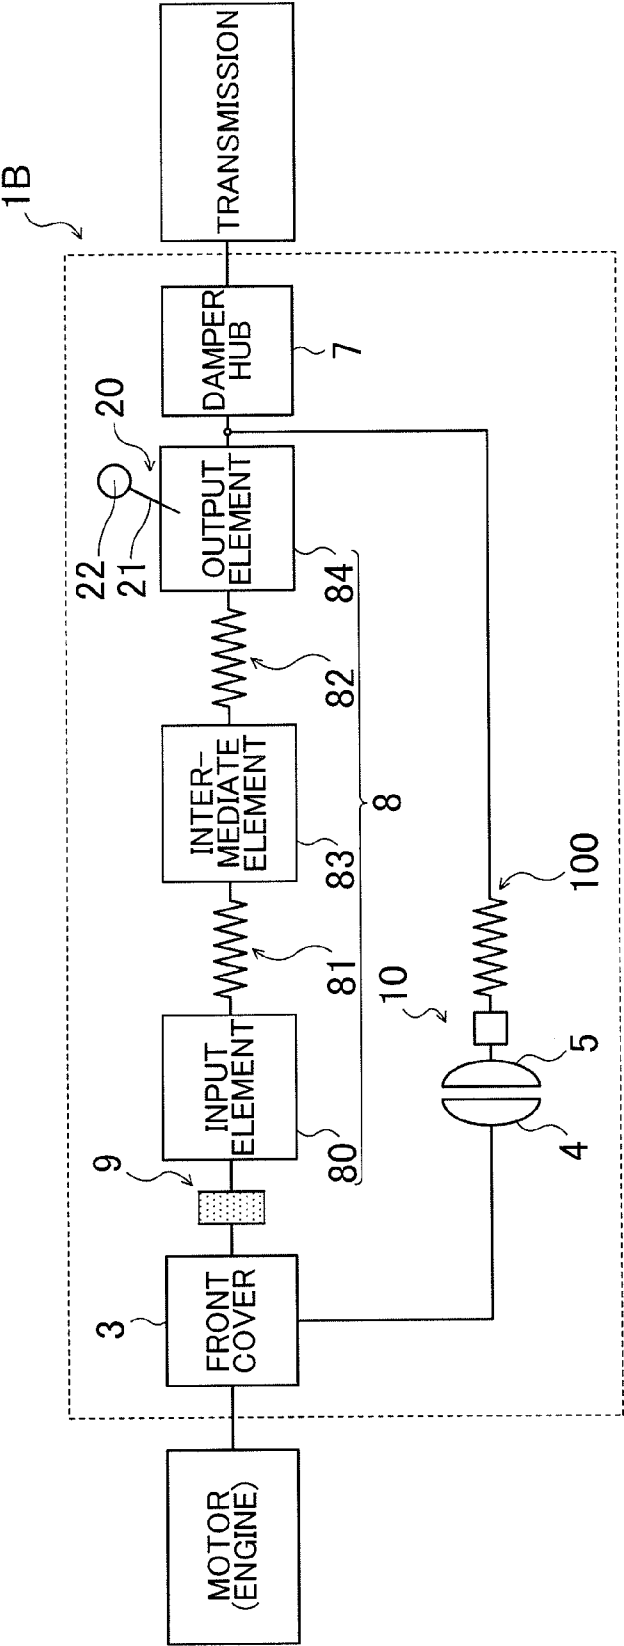 1B
MOTOR
(ENGINE)
3
FRONT
COVER
9
INPUT
ELEMENT
80
81
INTER-
MEDIATE
ELEMENT
83
82
20
22
21
OUTPUT
ELEMENT
84
8
DAMPER
HUB
7
TRANSMISSION
10
4
5
100